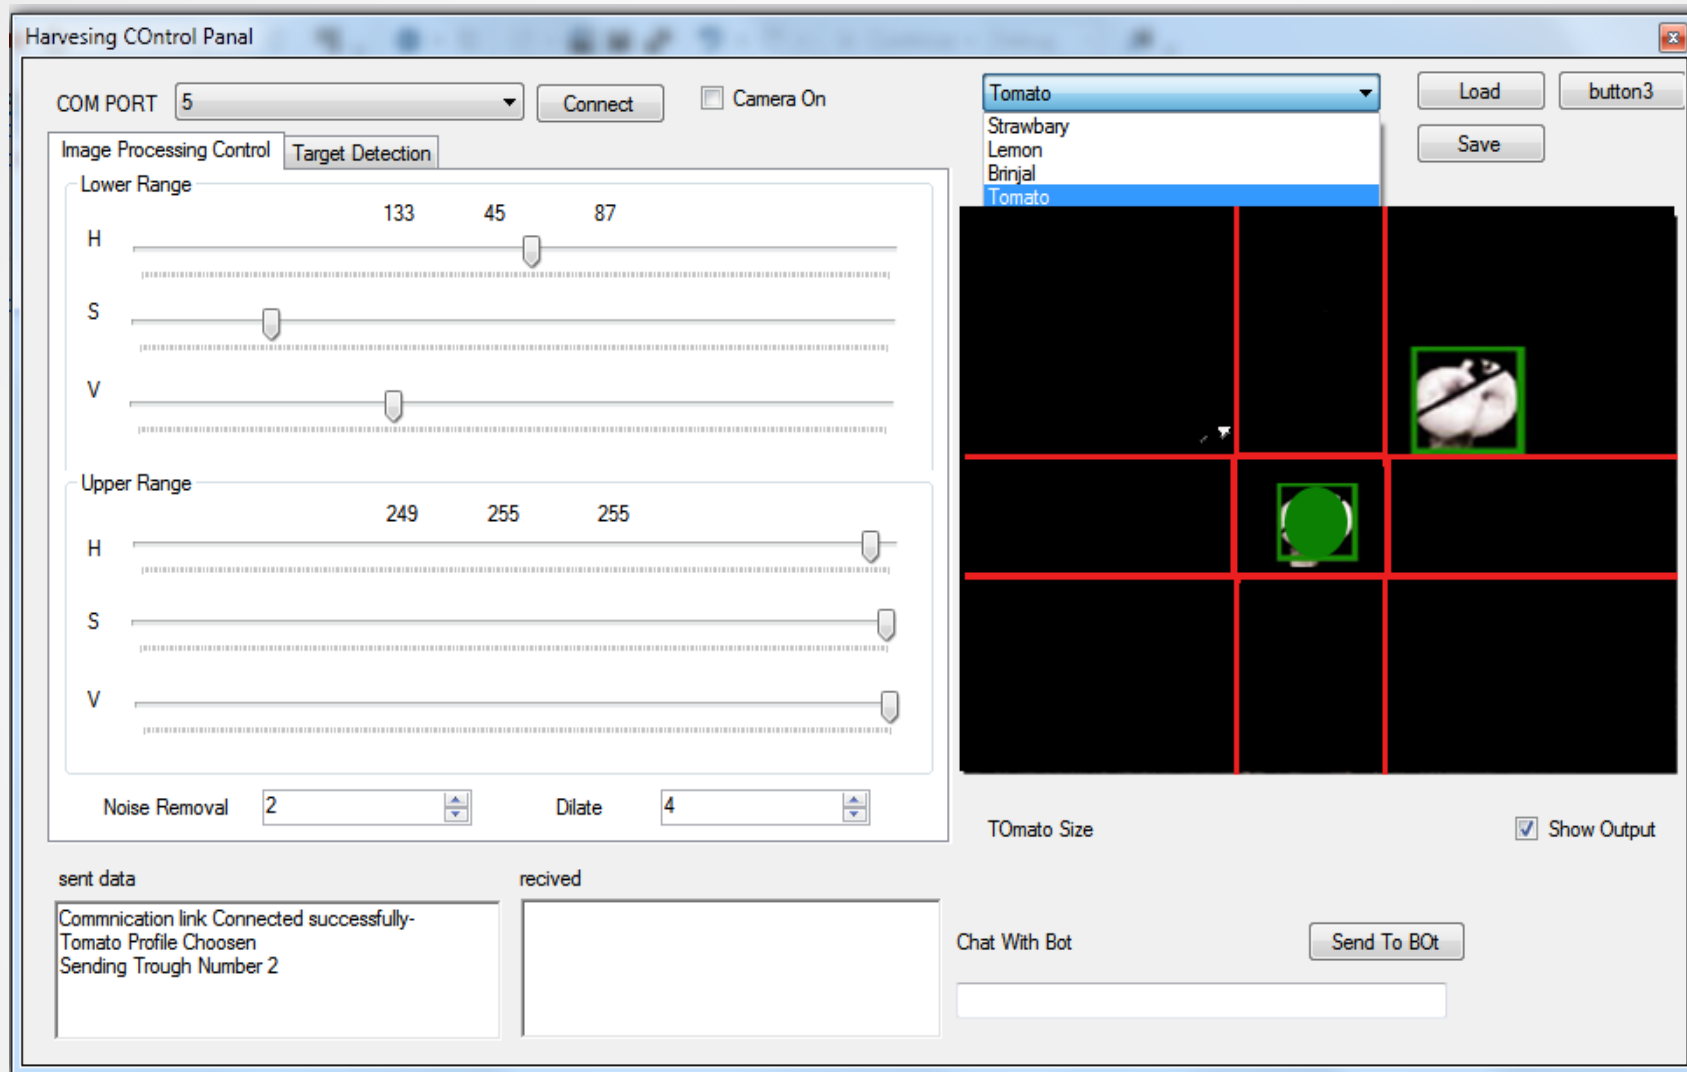 Harvesing COntrol Panal
COM PORT 5 Connect Camera On
Tomato
Load button3
Save
Strawbary
Lemon
Brinjal
Tomato
Image Processing Control Target Detection
Lower Range
133 45 87
H
S
V
Upper Range
249 255 255
H
S
V
Noise Removal 2 Dilate 4
TOmato Size Show Output
sent data
Commnication link Connected successfully-
Tomato Profile Choosen
Sending Trough Number 2
recived
Chat With Bot Send To BOt